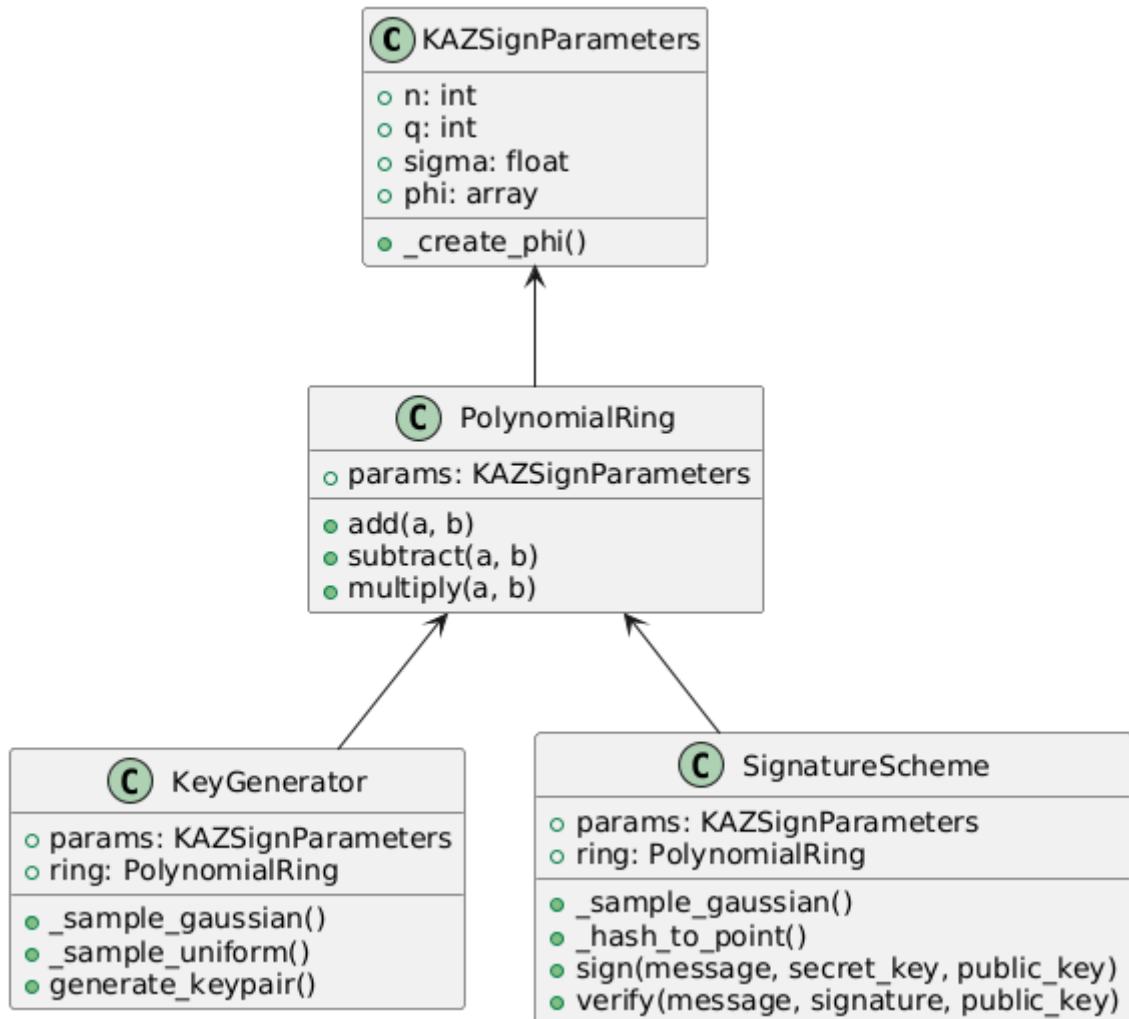 C KAZSignParameters
n: int
q: int
sigma: float
phi: array
_create_phi()
C PolynomialRing
params: KAZSignParameters
add(a, b)
subtract(a, b)
multiply(a, b)
C KeyGenerator
params: KAZSignParameters
ring: PolynomialRing
_sample_gaussian()
_sample_uniform()
generate_keypair()
C SignatureScheme
params: KAZSignParameters
ring: PolynomialRing
_sample_gaussian()
_hash_to_point()
sign(message, secret_key, public_key)
verify(message, signature, public_key)